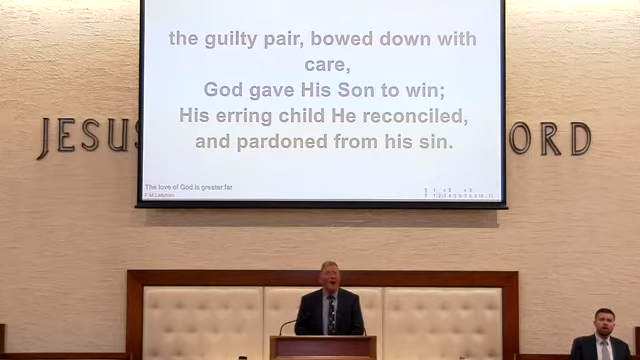 the guilty pair, bowed down with
care,
God gave His Son to win;
His erring child He reconciled,
and pardoned from his sin.
JESUS
ORD
The love of God is greater far
F M Lehman